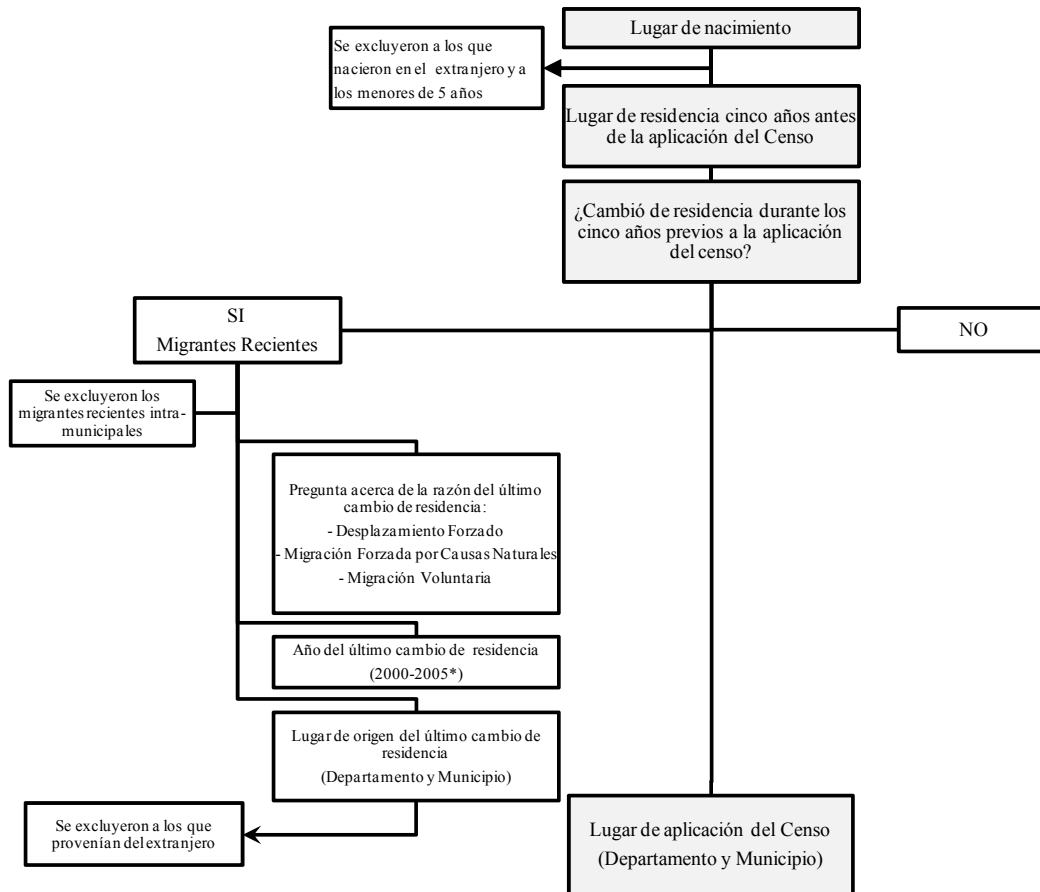 Lugar de nacimiento
Se excluyeron a los que
nacieron en el extranjero y a
los menores de 5 años
Lugar de residencia cinco años antes
de la aplicación del Censo
¿Cambió de residencia durante los
cinco años previos a la aplicación
del censo?
SI
Migrantes Recientes
NO
Se excluyeron los
migrantes recientes intra-
municipales
Pregunta acerca de la razón del último
cambio de residencia:
- Desplazamiento Forzado
- Migración Forzada por Causas Naturales
- Migración Voluntaria
Año del último cambio de residencia
(2000-2005*)
Lugar de origen del último cambio de
residencia
(Departamento y Municipio)
Se excluyeron a los que
provenían del extranjero
Lugar de aplicación del Censo
(Departamento y Municipio)